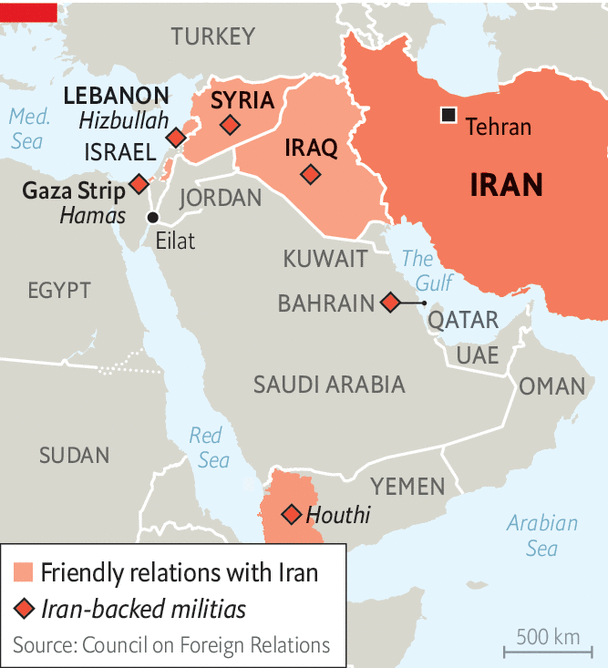 TURKEY
LEBANON
Hizbullah
SYRIA
Med.
Sea
ISRAEL
IRAQ
Tehran
IRAN
Gaza Strip
Hamas
JORDAN
Eilat
KUWAIT
The
Gulf
EGYPT
BAHRAIN
QATAR
UAE
SAUDI ARABIA
OMAN
Red
Sea
SUDAN
YEMEN
Houthi
Arabian
Sea
Friendly relations with Iran
Iran-backed militias
Source: Council on Foreign Relations
500 km